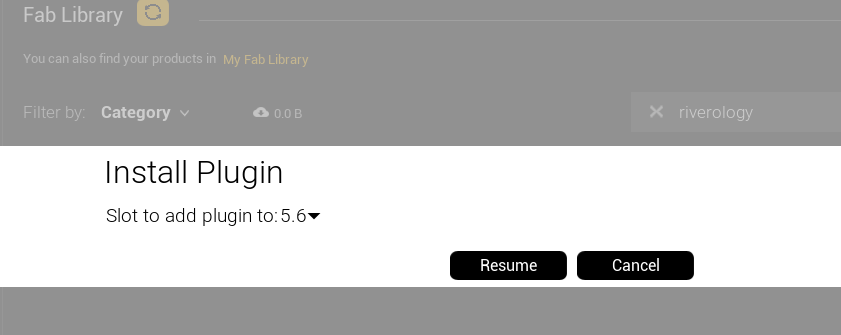 Fab Library
You can also find your products in My Fab Library
Filter by: Category 0.0 B riverology
Install Plugin
Slot to add plugin to: 5.6
Resume Cancel